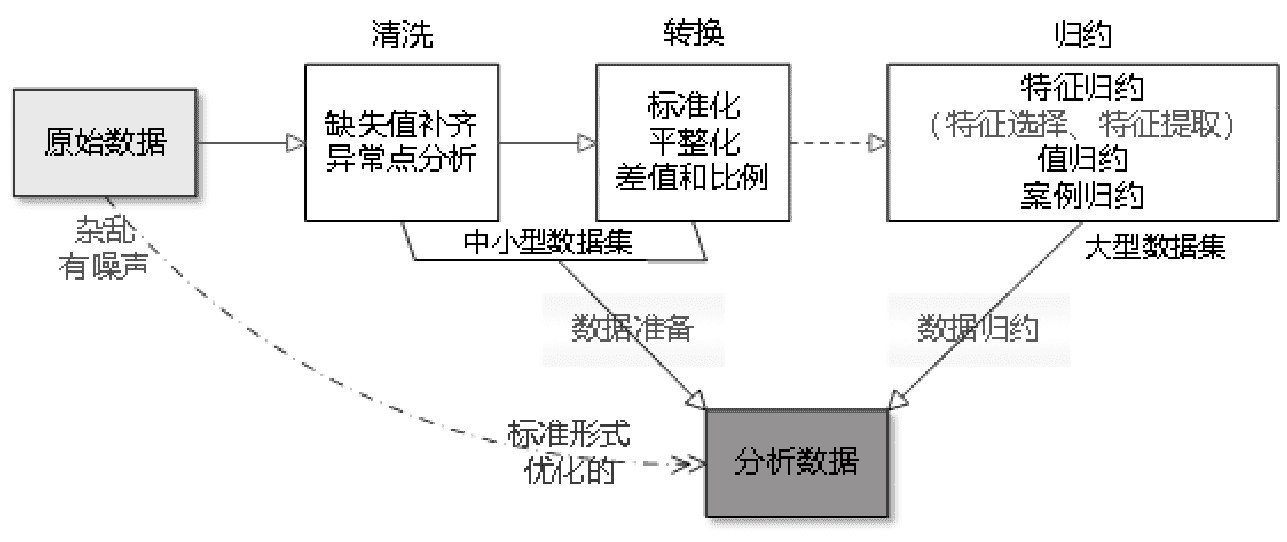 清洗
转换
归约
原始数据
缺失值补齐
异常点分析
标准化
平整化
差值和比例
特征归约
(特征选择、特征提取)
值归约
案例归约
杂乱
有噪声
中小型数据集
大型数据集
数据准备
数据归约
标准形式
优化的
分析数据